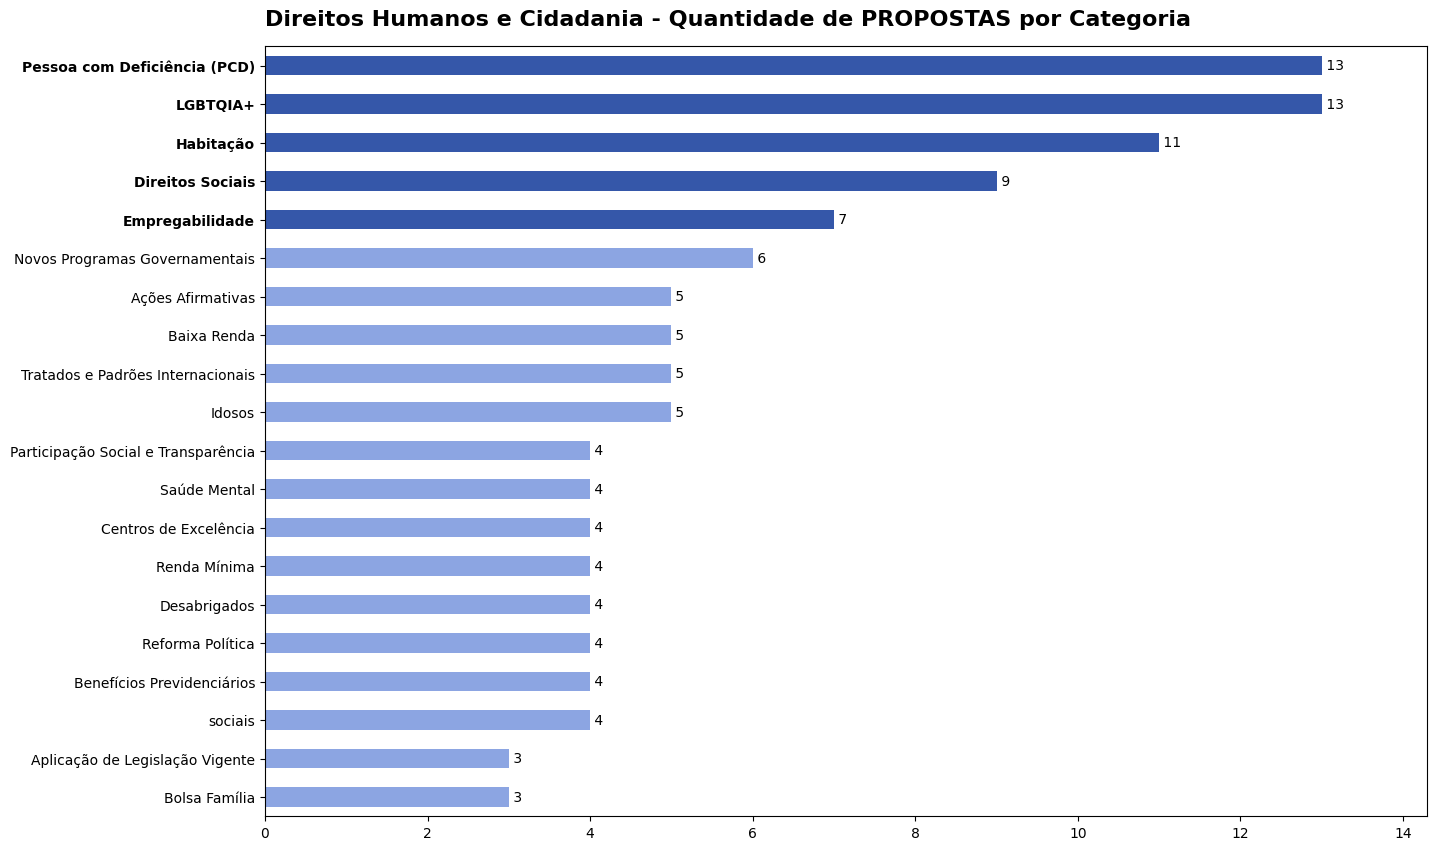 Direitos Humanos e Cidadania - Quantidade de PROPOSTAS por Categoria
Pessoa com Deficiência (PCD) 13
LGBTQIA+ 13
Habitação 11
Direitos Sociais 9
Empregabilidade 7
Novos Programas Governamentais 6
Ações Afirmativas 5
Baixa Renda 5
Tratados e Padrões Internacionais 5
Idosos 5
Participação Social e Transparência 4
Saúde Mental 4
Centros de Excelência 4
Renda Mínima 4
Desabrigados 4
Reforma Política 4
Benefícios Previdenciários 4
sociais 4
Aplicação de Legislação Vigente 3
Bolsa Família 3
0 2 4 6 8 10 12 14